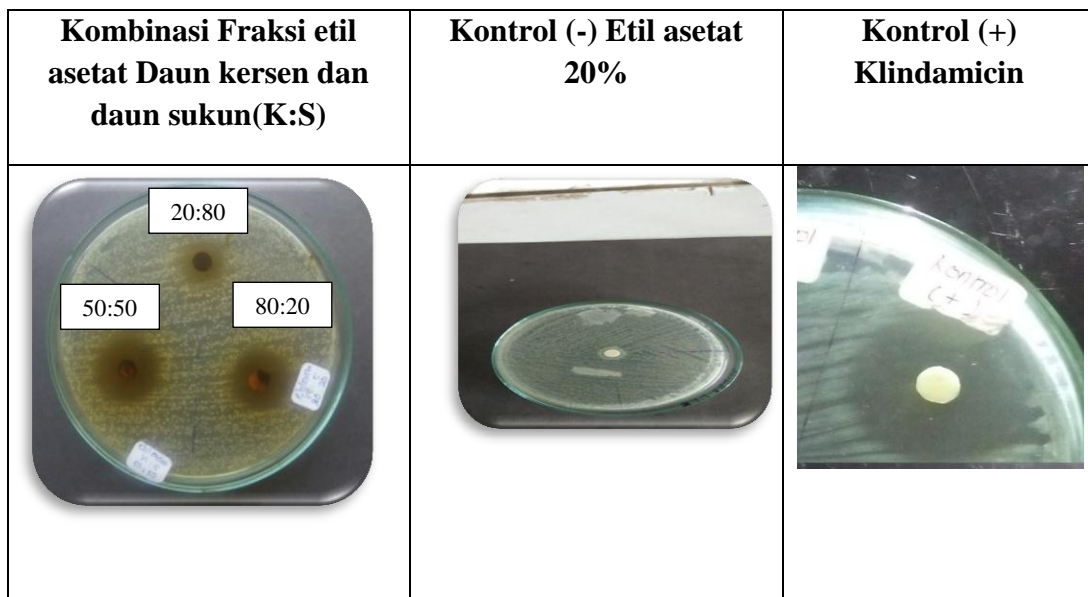 Kombinasi Fraksi etil
asetat Daun kersen dan
daun sukun(K:S)
Kontrol (-) Etil asetat
20%
Kontrol (+)
Klindamicin
20:80
50:50
80:20
kontrol
(+)